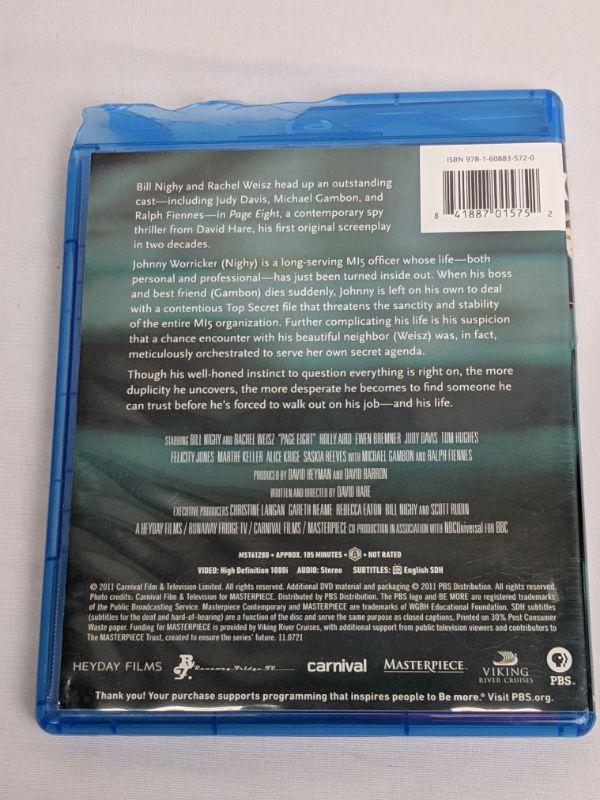 ISBN 978-1-60883-572-0
8 41887 01575 2
Bill Nighy and Rachel Weisz head up an outstanding
cast—including Judy Davis, Michael Gambon, and
Ralph Fiennes—in Page Eight, a contemporary spy
thriller from David Hare, his first original screenplay
in two decades.
Johnny Worricker (Nighy) is a long-serving MI5 officer whose life—both
personal and professional—has just been turned inside out. When his boss
and best friend (Gambon) dies suddenly, Johnny is left on his own to deal
with a contentious Top Secret file that threatens the sanctity and stability
of the entire MI5 organization. Further complicating his life is his suspicion
that a chance encounter with his beautiful neighbor (Weisz) was, in fact,
meticulously orchestrated to serve her own secret agenda.
Though his well-honed instinct to question everything is right on, the more
duplicity he uncovers, the more desperate he becomes to find someone he
can trust before he's forced to walk out on his job—and his life.
STARRING BILL NIGHY AND RACHEL WEISZ "PAGE EIGHT" HOLLY AIRD EWEN BREMNER JUDY DAVIS TOM HUGHES
FELICITY JONES MARTHE KELLER ALICE KRIGE SASKIA REEVES WITH MICHAEL GAMBON AND RALPH FIENNES
PRODUCED BY DAVID HEYMAN AND DAVID BARRON
WRITTEN AND DIRECTED BY DAVID HARE
EXECUTIVE PRODUCERS CHRISTINE LANGAN GARETH NEAME REBECCA EATON BILL NIGHY AND SCOTT RUDIN
A HEYDAY FILMS / RUNAWAY FRIDGE TV / CARNIVAL FILMS / MASTERPIECE CO-PRODUCTION IN ASSOCIATION WITH NBCUniversal FOR BBC
MST61288 • APPROX. 105 MINUTES • A • NOT RATED
VIDEO: High Definition 1080i AUDIO: Stereo SUBTITLES: English SDH
© 2011 Carnival Film & Television Limited. All rights reserved. Additional DVD material and packaging © 2011 PBS Distribution. All rights reserved.
Photo credits: Carnival Film & Television for MASTERPIECE. Distributed by PBS Distribution. The PBS logo and BE MORE are registered trademarks
of the Public Broadcasting Service. Masterpiece Contemporary and MASTERPIECE are trademarks of WGBH Educational Foundation. SDH subtitles
(subtitles for the deaf and hard-of-hearing) are a function of the disc and serve the same purpose as closed captions. Printed on 30% Post Consumer
Waste paper. Funding for MASTERPIECE is provided by Viking River Cruises, with additional support from public television viewers and contributors to
The MASTERPIECE Trust, created to ensure the series' future. 11.0721
HEYDAY FILMS Runaway Fridge TV carnival MASTERPIECE. VIKING RIVER CRUISES PBS
Thank you! Your purchase supports programming that inspires people to Be more.® Visit PBS.org.